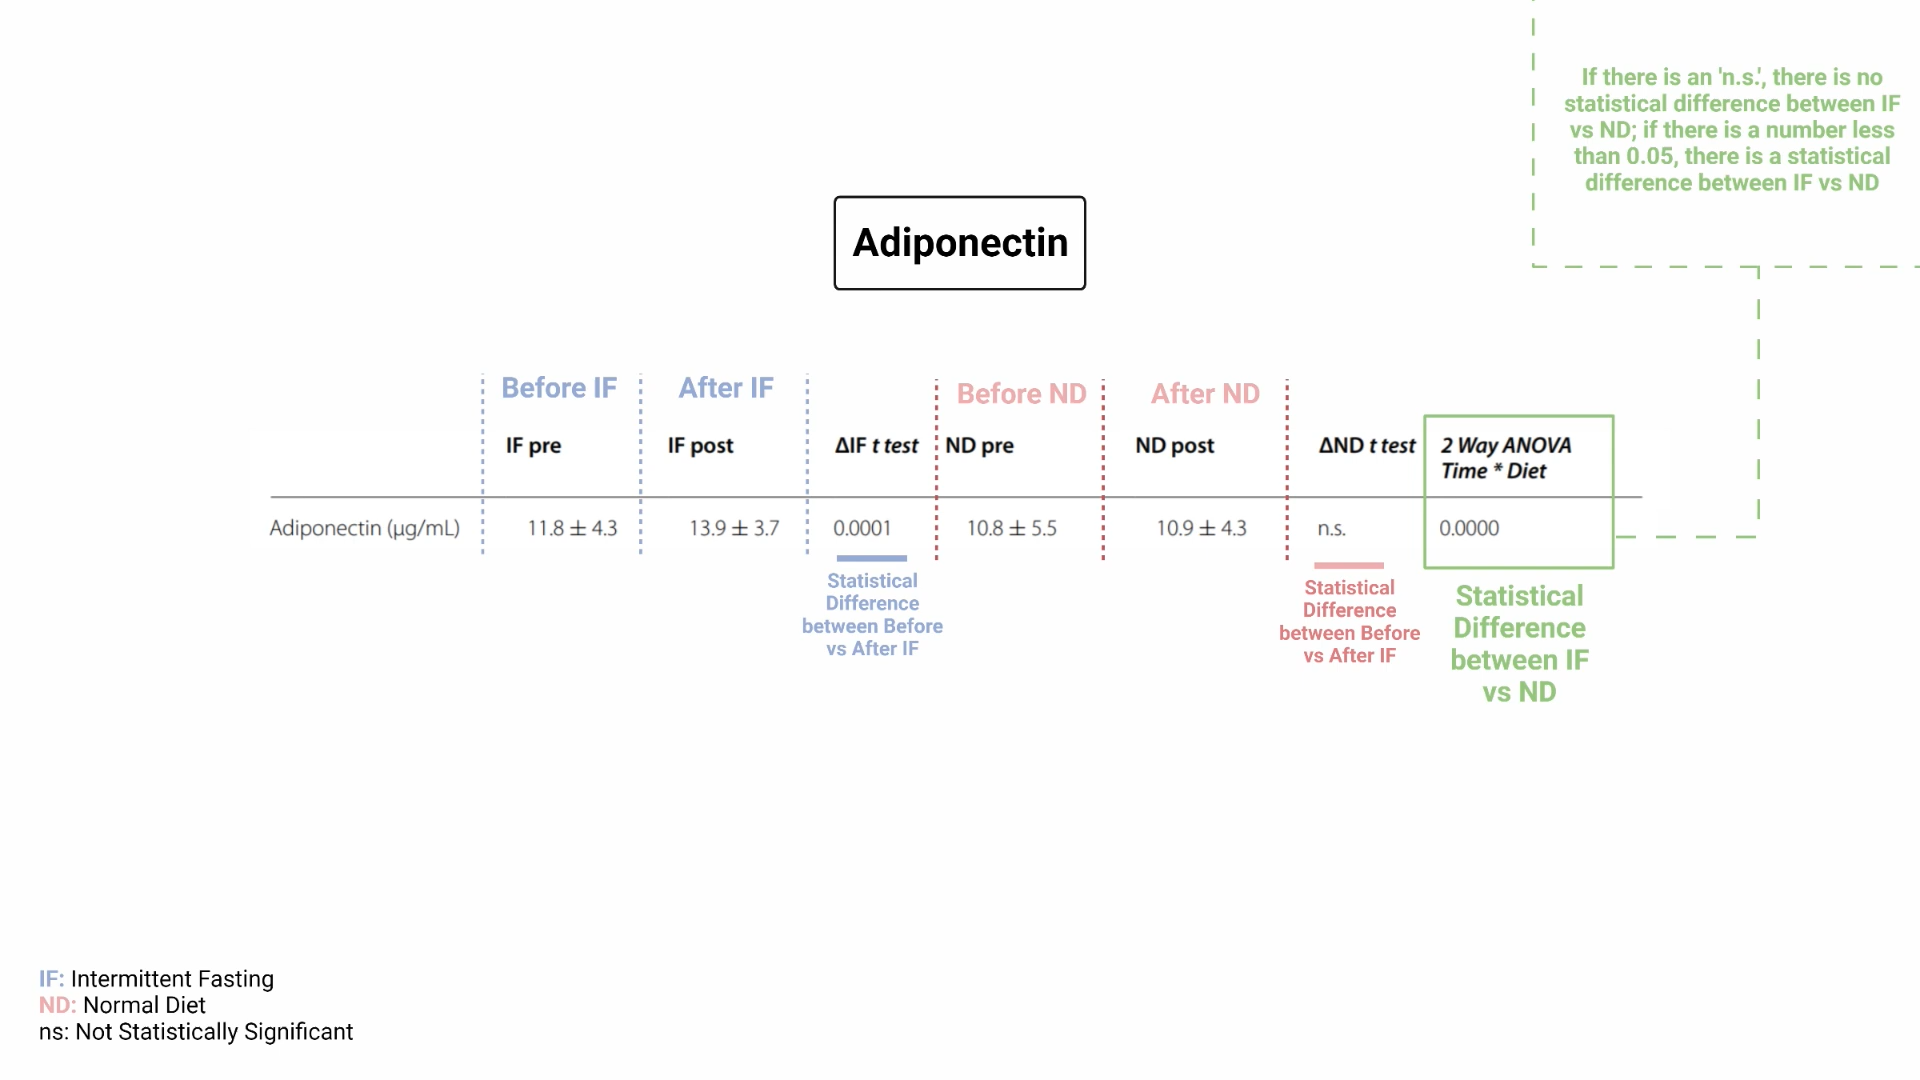 If there is an 'n.s.', there is no
statistical difference between IF
vs ND; if there is a number less
than 0.05, there is a statistical
difference between IF vs ND
Adiponectin
Before IF After IF Before ND After ND
IF pre IF post ΔIF t test ND pre ND post ΔND t test 2 Way ANOVA
Time * Diet
Adiponectin (μg/mL) 11.8 ± 4.3 13.9 ± 3.7 0.0001 10.8 ± 5.5 10.9 ± 4.3 n.s. 0.0000
Statistical
Difference
between Before
vs After IF
Statistical
Difference
between Before
vs After IF
Statistical
Difference
between IF
vs ND
IF: Intermittent Fasting
ND: Normal Diet
ns: Not Statistically Significant